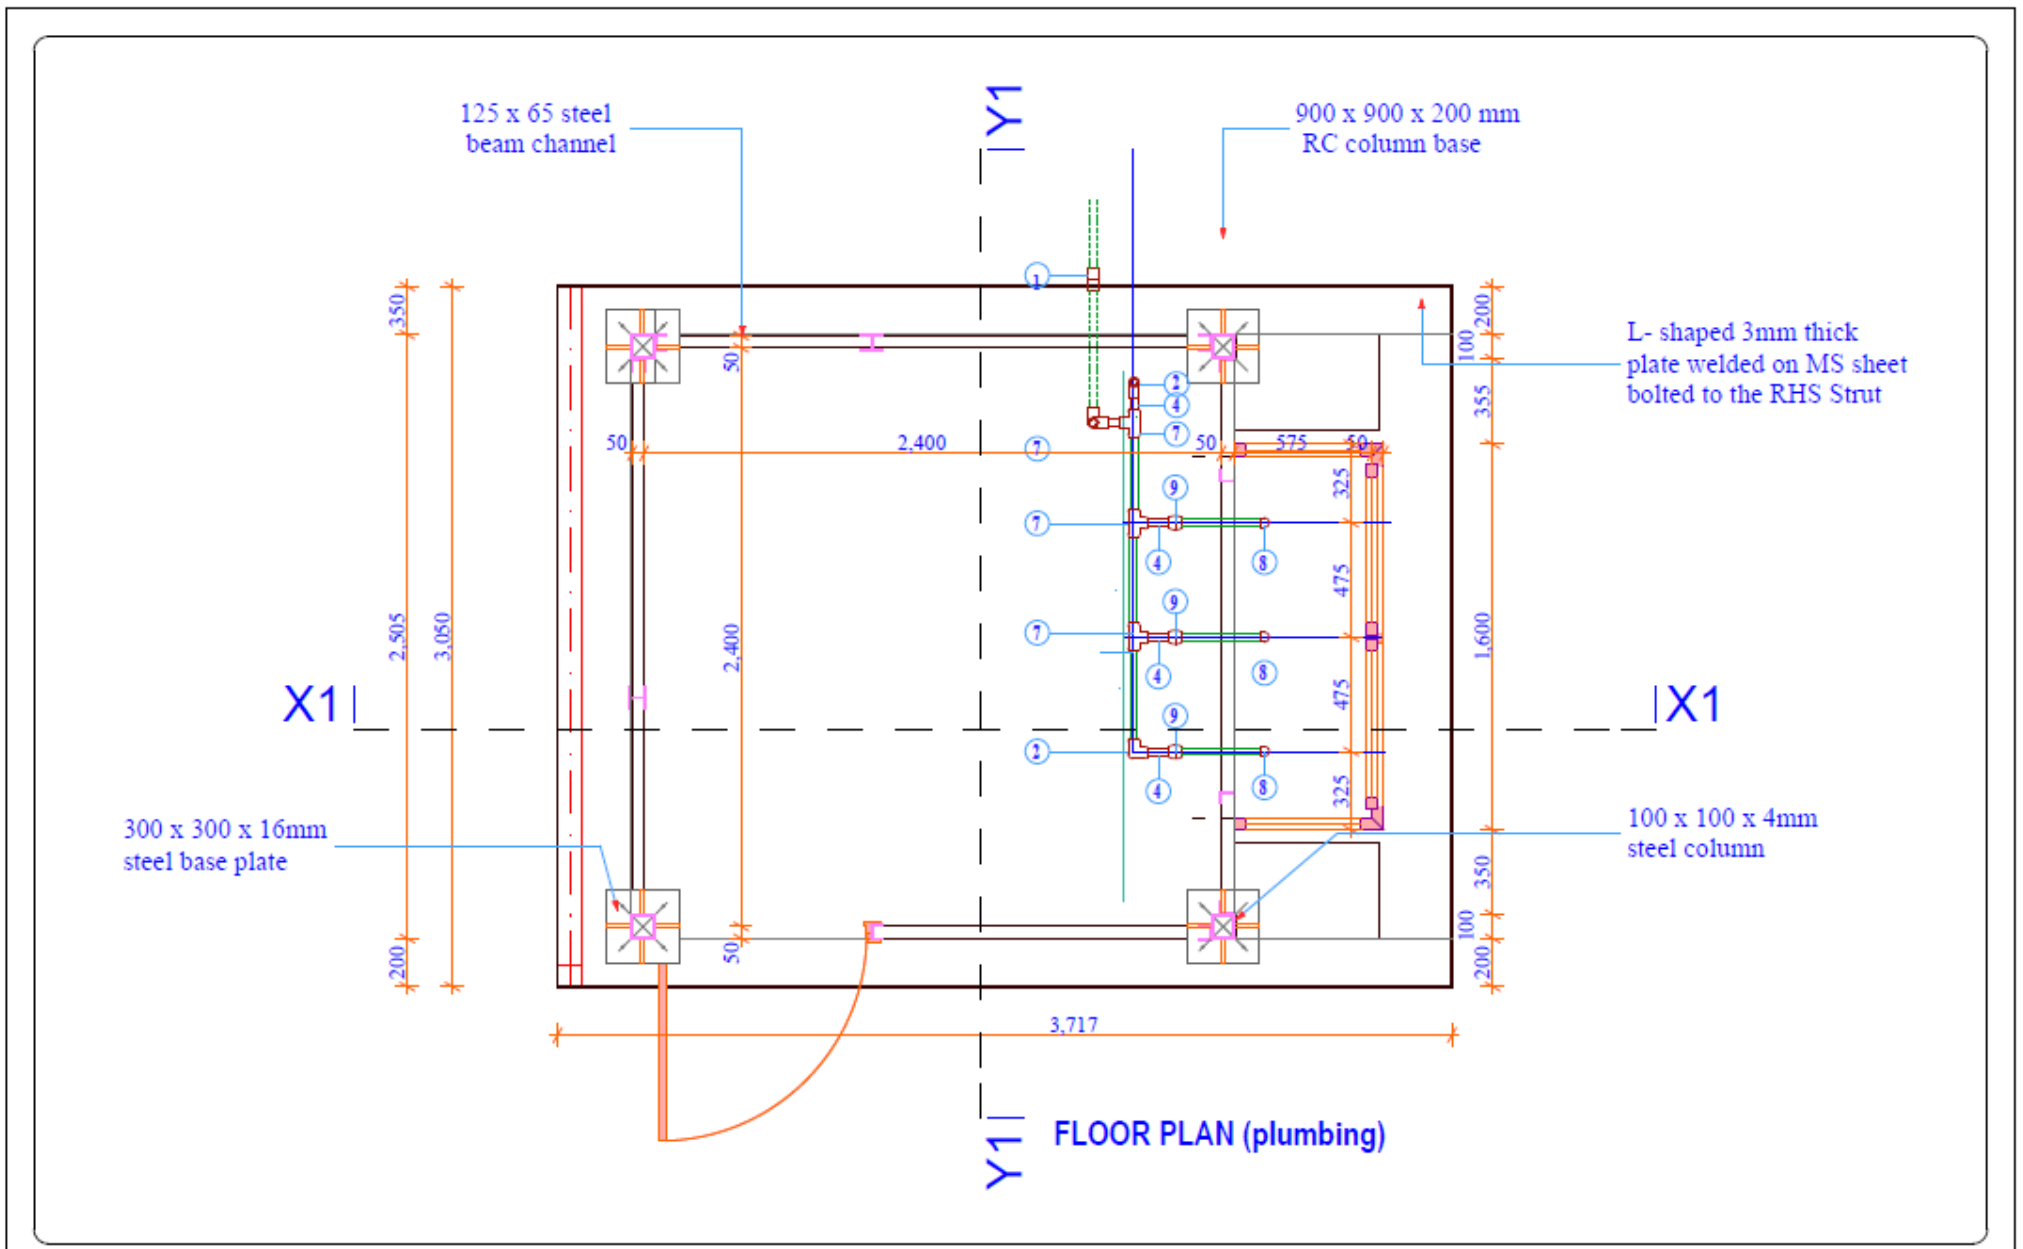 Y1
125 x 65 steel
beam channel
900 x 900 x 200 mm
RC column base
1
350
50
200
100
355
L- shaped 3mm thick
plate welded on MS sheet
bolted to the RHS Strut
2
4
7
50
2,400
7
50
575
50
325
9
7
4
8
475
9
2,505
3,050
2,400
7
4
8
1,600
475
X1
X1
9
2
4
8
325
300 x 300 x 16mm
steel base plate
100 x 100 x 4mm
steel column
350
100
200
50
200
3,717
FLOOR PLAN (plumbing)
Y1